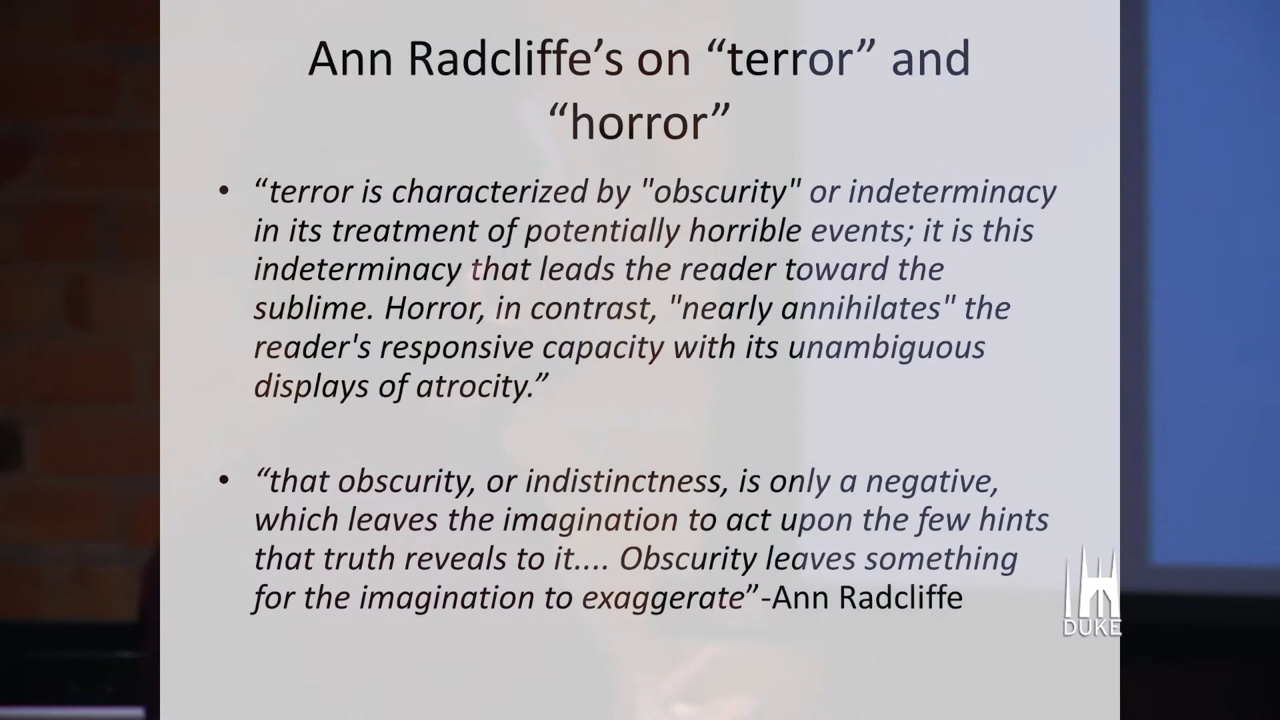 Ann Radcliffe’s on “terror” and
“horror”
• “terror is characterized by "obscurity" or indeterminacy
in its treatment of potentially horrible events; it is this
indeterminacy that leads the reader toward the
sublime. Horror, in contrast, "nearly annihilates" the
reader's responsive capacity with its unambiguous
displays of atrocity.”
• “that obscurity, or indistinctness, is only a negative,
which leaves the imagination to act upon the few hints
that truth reveals to it.... Obscurity leaves something
for the imagination to exaggerate”-Ann Radcliffe
DUKE